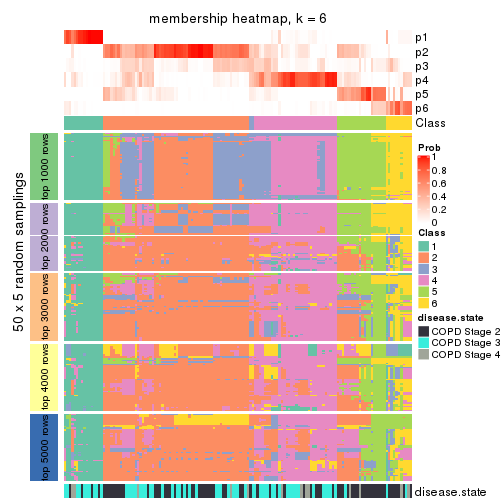 membership heatmap, k = 6
p1
p2
p3
p4
p5
p6
Class
50 x 5 random samplings
top 1000 rows
top 2000 rows
top 3000 rows
top 4000 rows
top 5000 rows
Prob
1
0.8
0.6
0.4
0.2
0
Class
1
2
3
4
5
6
disease.state
COPD Stage 2
COPD Stage 3
COPD Stage 4
disease.state